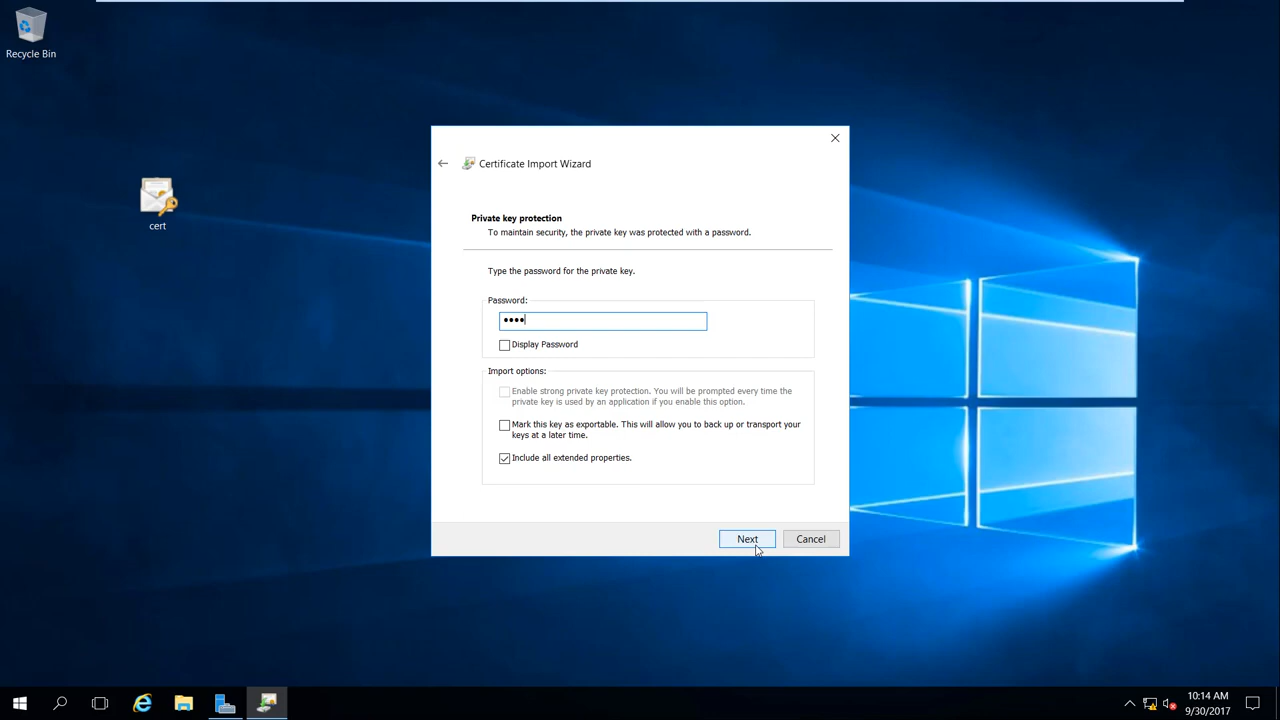 Recycle Bin
cert
Certificate Import Wizard
Private key protection
To maintain security, the private key was protected with a password.
Type the password for the private key.
Password:
••••
Display Password
Import options:
Enable strong private key protection. You will be prompted every time the
private key is used by an application if you enable this option.
Mark this key as exportable. This will allow you to back up or transport your
keys at a later time.
Include all extended properties.
Next
Cancel
10:14 AM
9/30/2017